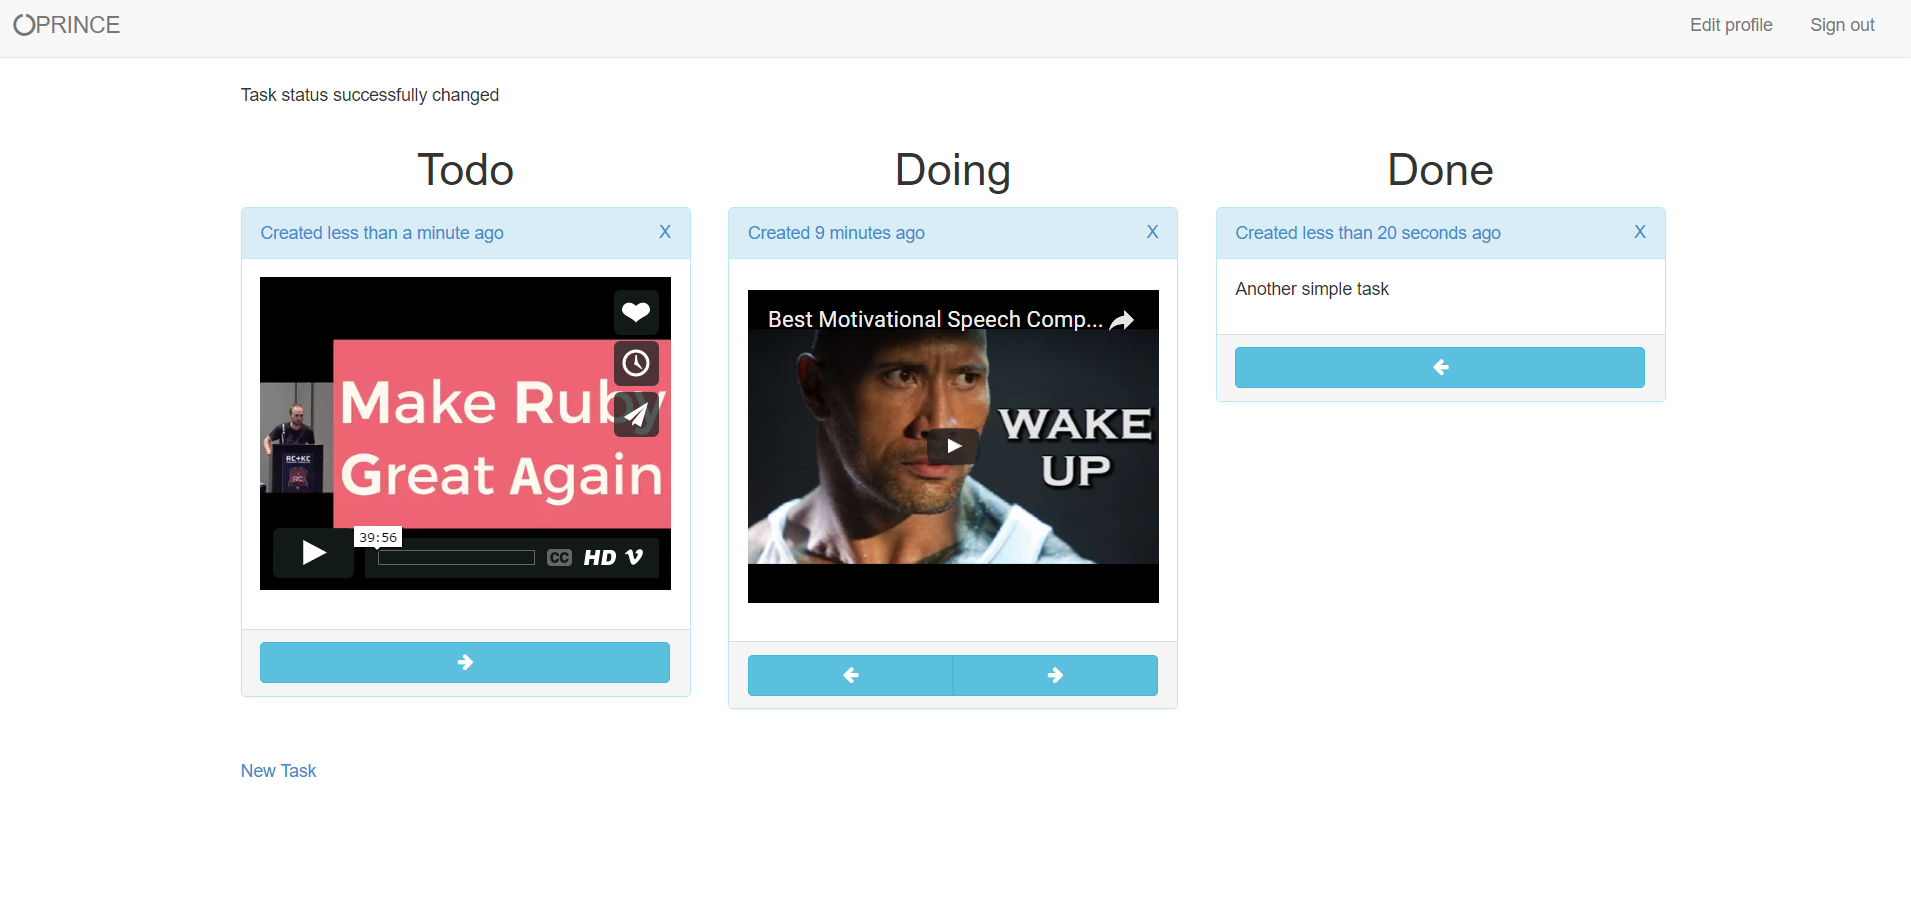 PRINCE
Edit profile
Sign out
Task status successfully changed
Todo
Doing
Done
Created less than a minute ago
X
Make Ruby
Great Again
RC+KC
RC
39:56
CC
HD
Created 9 minutes ago
X
Best Motivational Speech Comp...
WAKE
UP
Created less than 20 seconds ago
X
Another simple task
New Task